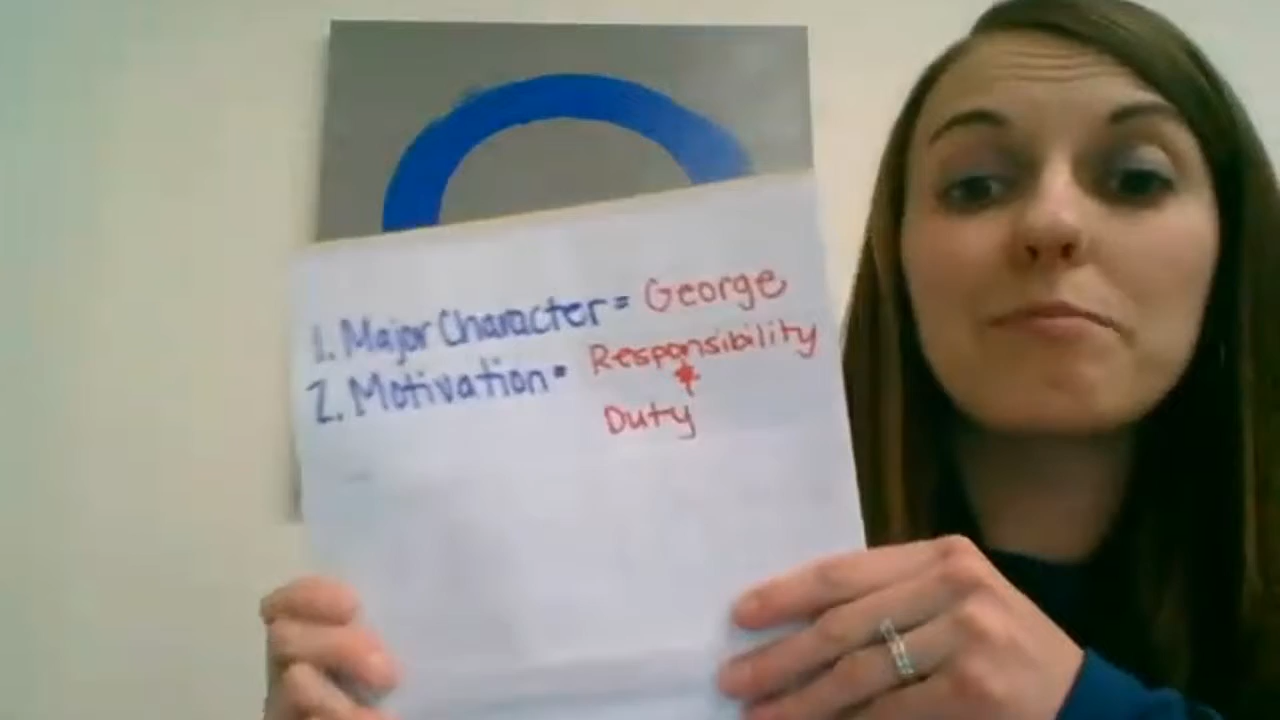 1. Major Character = George
2. Motivation = Responsibility
+
Duty